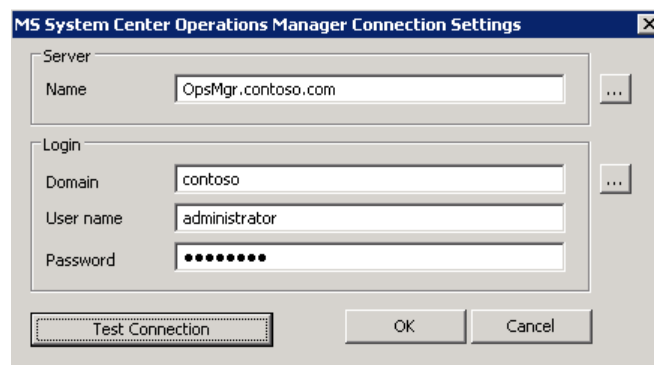 MS System Center Operations Manager Connection Settings
Server
Name OpsMgr.contoso.com ...
Login
Domain contoso ...
User name administrator
Password ●●●●●●●●
Test Connection OK Cancel